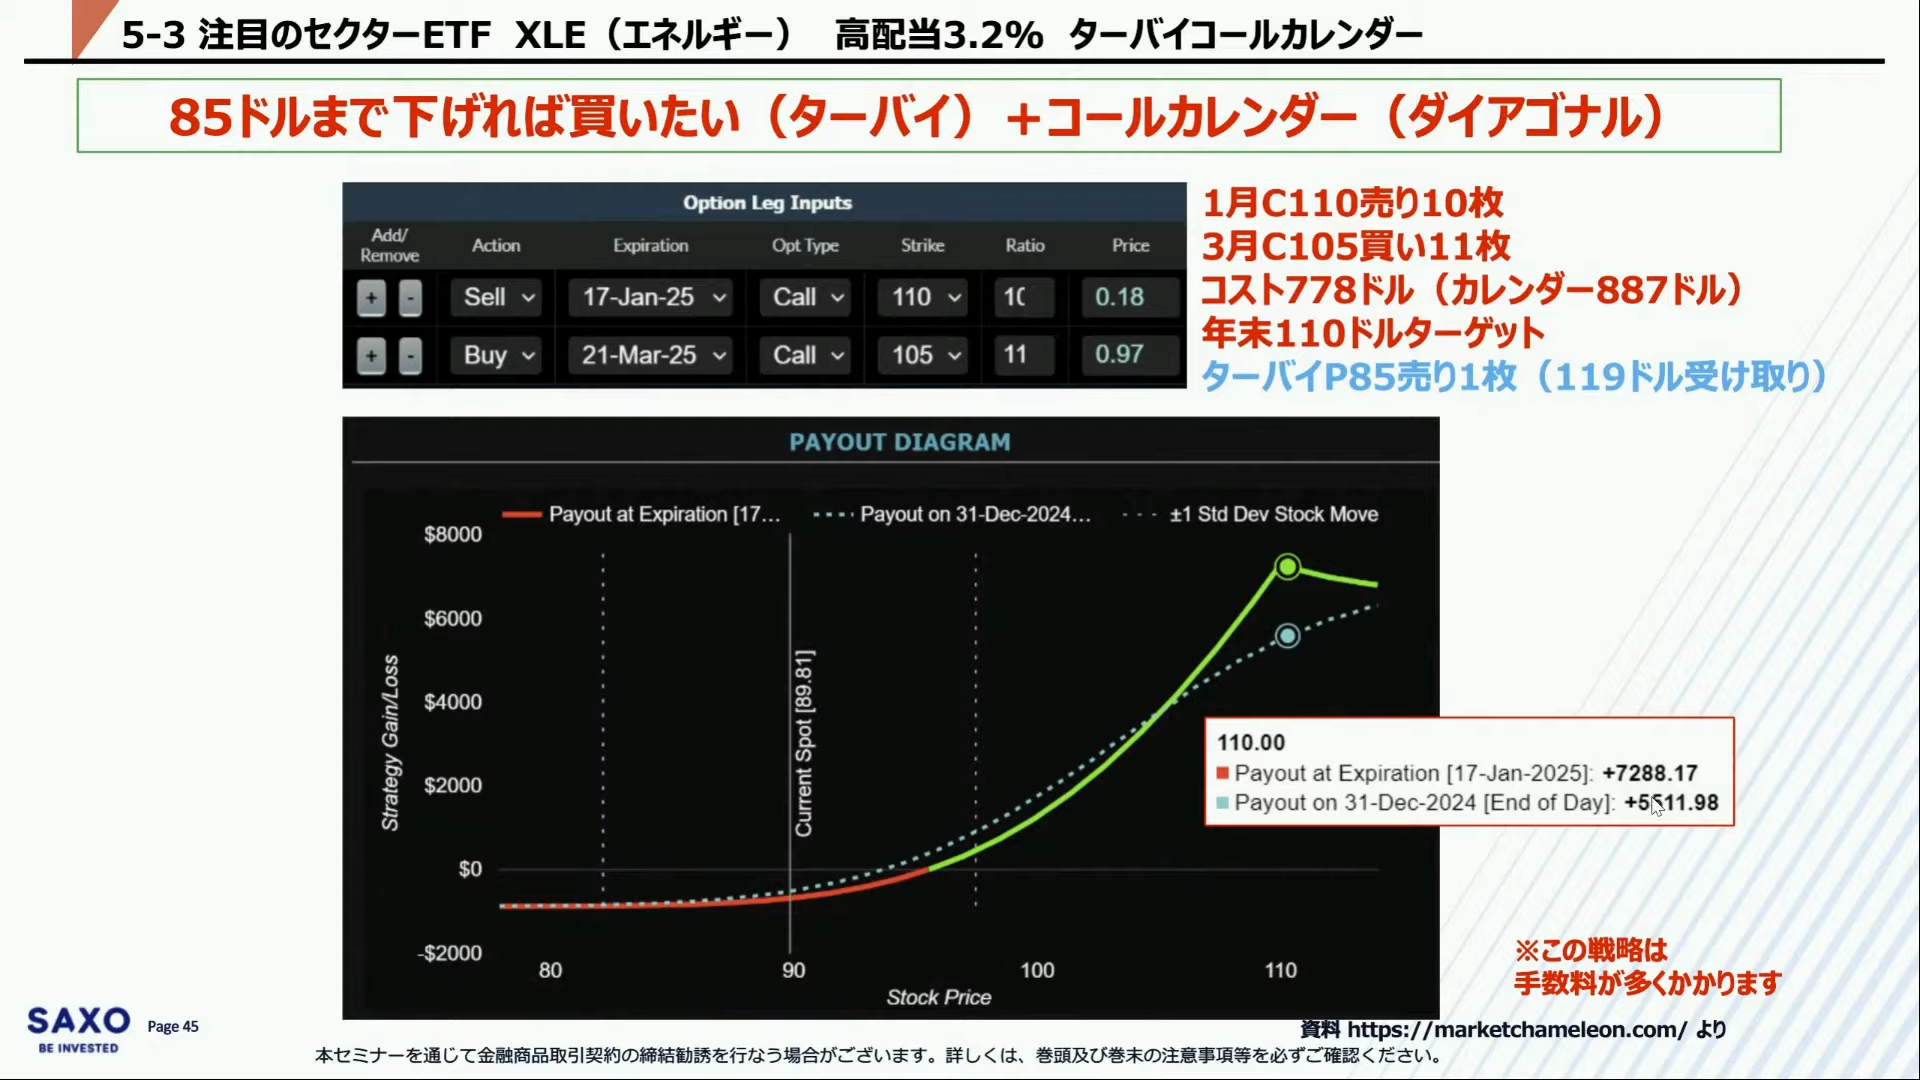 5-3 注目のセクターETF XLE（エネルギー） 高配当3.2% ターバイコールカレンダー
85ドルまで下げれば買いたい（ターバイ）＋コールカレンダー（ダイアゴナル）
Option Leg Inputs
Add/Remove Action Expiration Opt Type Strike Ratio Price
+ - Sell 17-Jan-25 Call 110 10 0.18
+ - Buy 21-Mar-25 Call 105 11 0.97
1月C110売り10枚
3月C105買い11枚
コスト778ドル（カレンダー887ドル）
年末110ドルターゲット
ターバイP85売り1枚（119ドル受け取り）
PAYOUT DIAGRAM
Payout at Expiration [17... Payout on 31-Dec-2024... ±1 Std Dev Stock Move
$8000
$6000
$4000
$2000
$0
-$2000
Strategy Gain/Loss
Current Spot [89.81]
110.00
Payout at Expiration [17-Jan-2025]: +7288.17
Payout on 31-Dec-2024 [End of Day]:
80 90 100 110
Stock Price
※この戦略は
手数料が多くかかります
SAXO
BE INVESTED
Page 45
資料 https://marketchameleon.com/ より
本セミナーを通じて金融商品取引契約の締結勧誘を行なう場合がございます。詳しくは、巻頭及び巻末の注意事項等を必ずご確認ください。